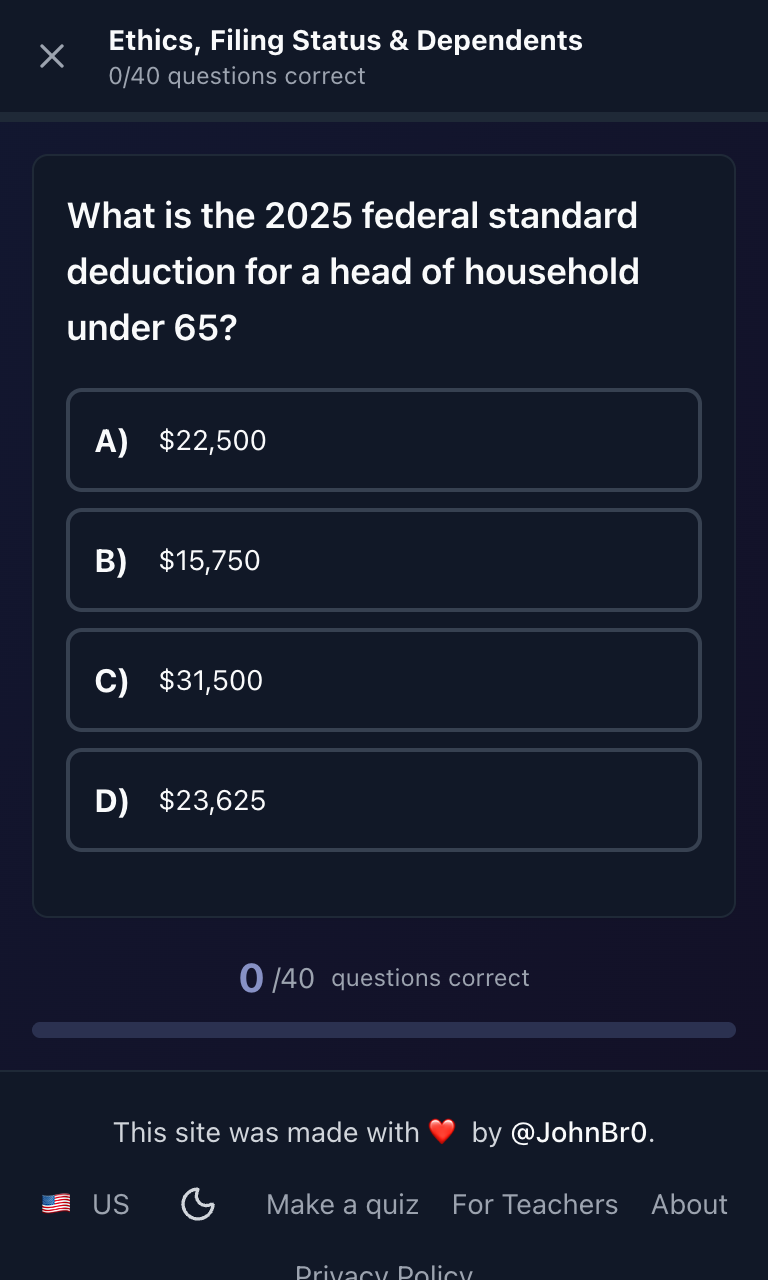 Ethics, Filing Status & Dependents
0/40 questions correct
What is the 2025 federal standard
deduction for a head of household
under 65?
A) $22,500
B) $15,750
C) $31,500
D) $23,625
0 /40 questions correct
This site was made with ❤️ by @JohnBr0.
🇺🇸 US Make a quiz For Teachers About
Privacy Policy